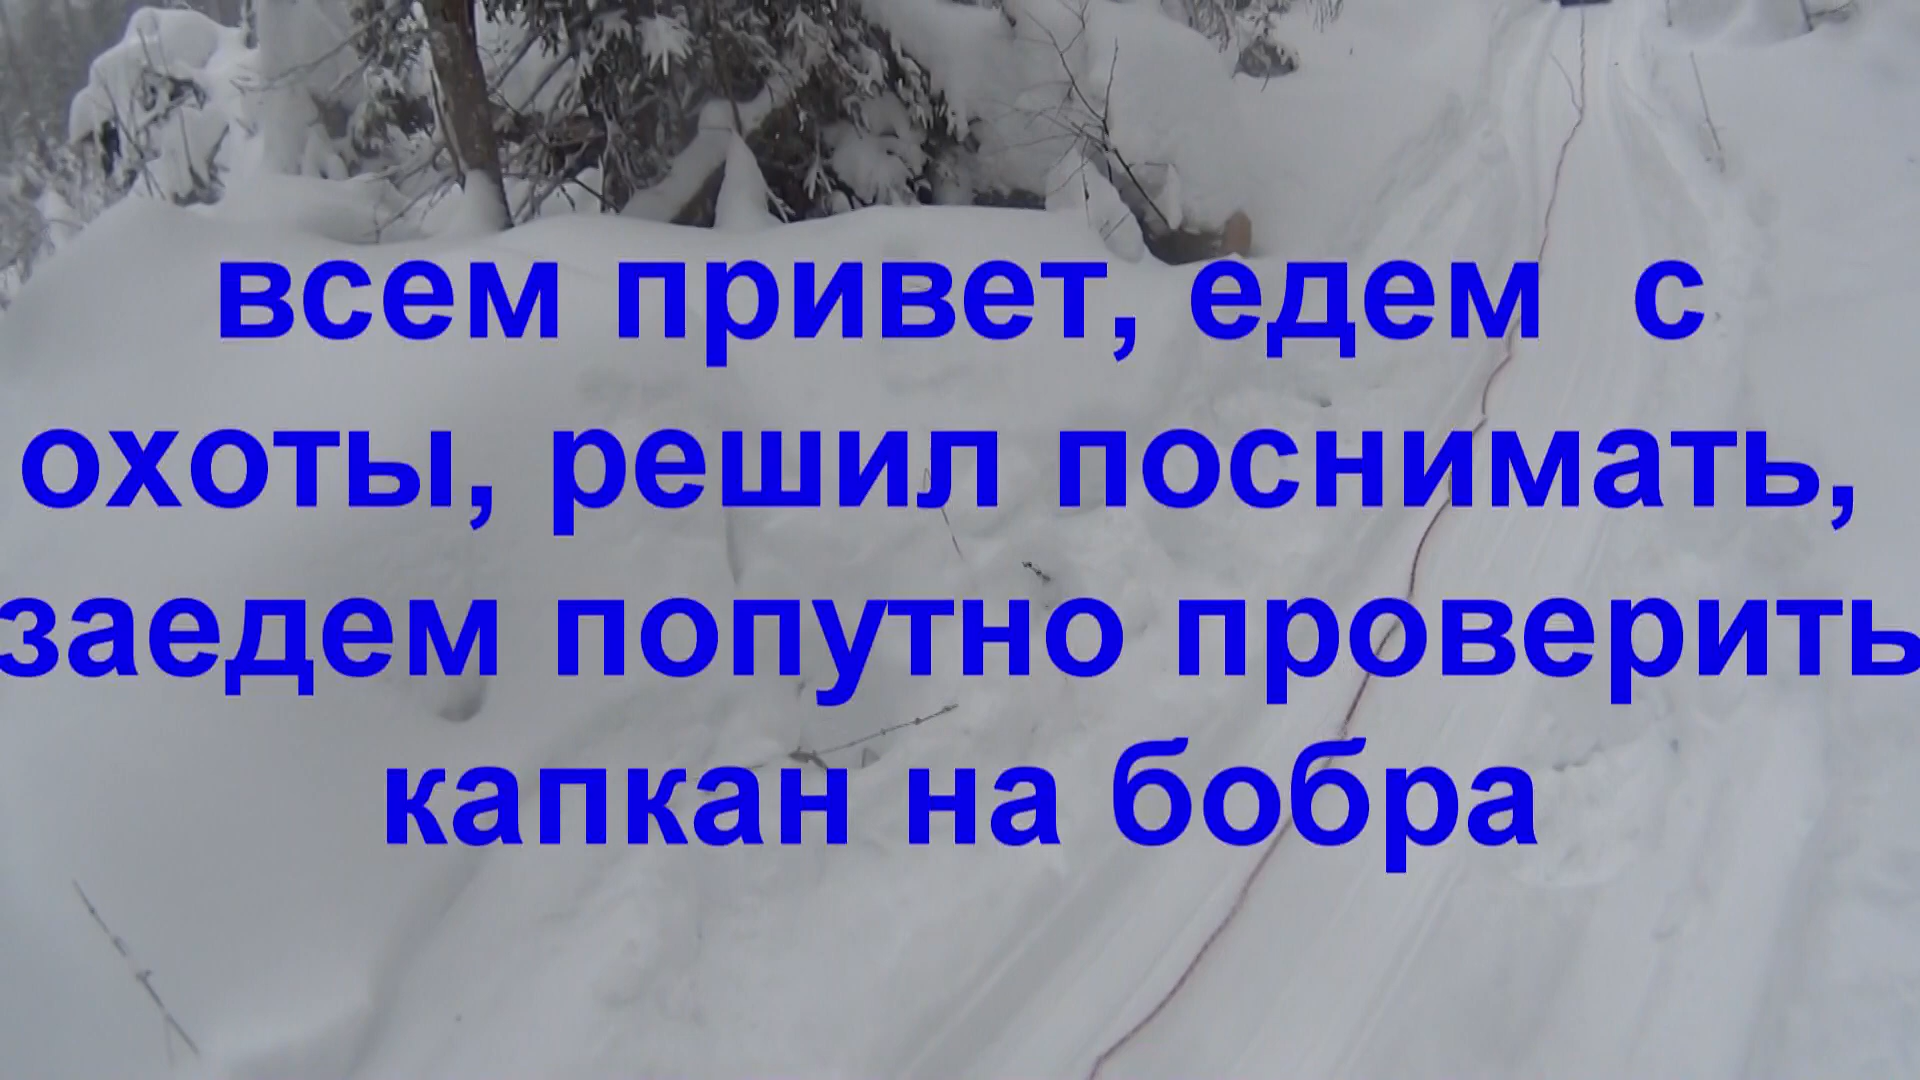 всем привет, едем с
охоты, решил поснимать,
заедем попутно проверить
капкан на бобра